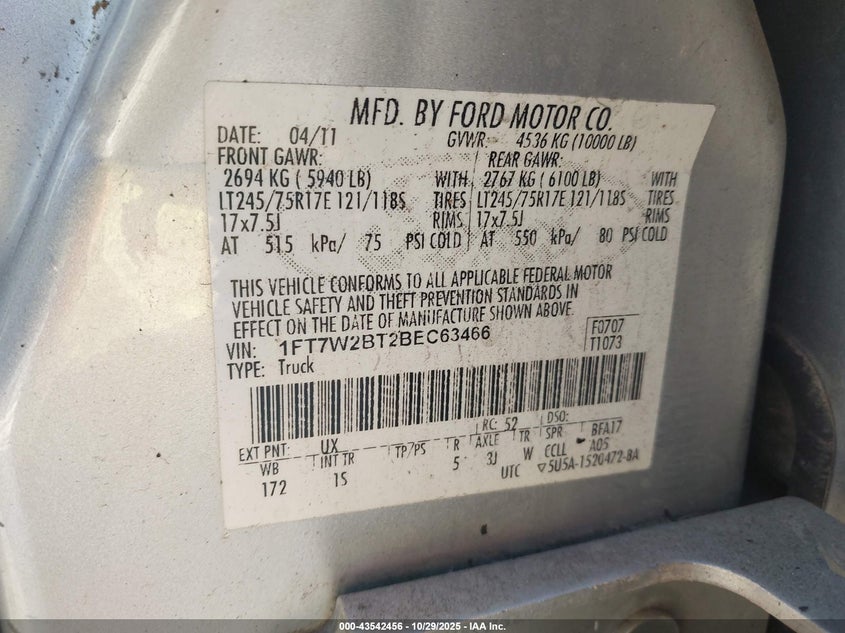 MFD. BY FORD MOTOR CO.
DATE: 04/11 GVWR: 4536 KG (10000 LB)
FRONT GAWR: REAR GAWR:
2694 KG ( 5940 LB) WITH 2767 KG ( 6100 LB) WITH
LT245/75R17E 121/118S TIRES LT245/75R17E 121/118S TIRES
17x7.5J RIMS 17x7.5J RIMS
AT 515 kPa/ 75 PSI COLD AT 550 kPa/ 80 PSI COLD
THIS VEHICLE CONFORMS TO ALL APPLICABLE FEDERAL MOTOR
VEHICLE SAFETY AND THEFT PREVENTION STANDARDS IN
EFFECT ON THE DATE OF MANUFACTURE SHOWN ABOVE.
VIN: 1FT7W2BT2BEC63466 F0707
TYPE: Truck T1073
EXT PNT: UX RC: 52 DSO:
WB INT TR TP/PS R AXLE TR SPR BFA17
172 1S 5 3J W CCLL A05
UTC ▽5U5A-1520472-BA
000-43542456 | 10/29/2025 | IAA Inc.